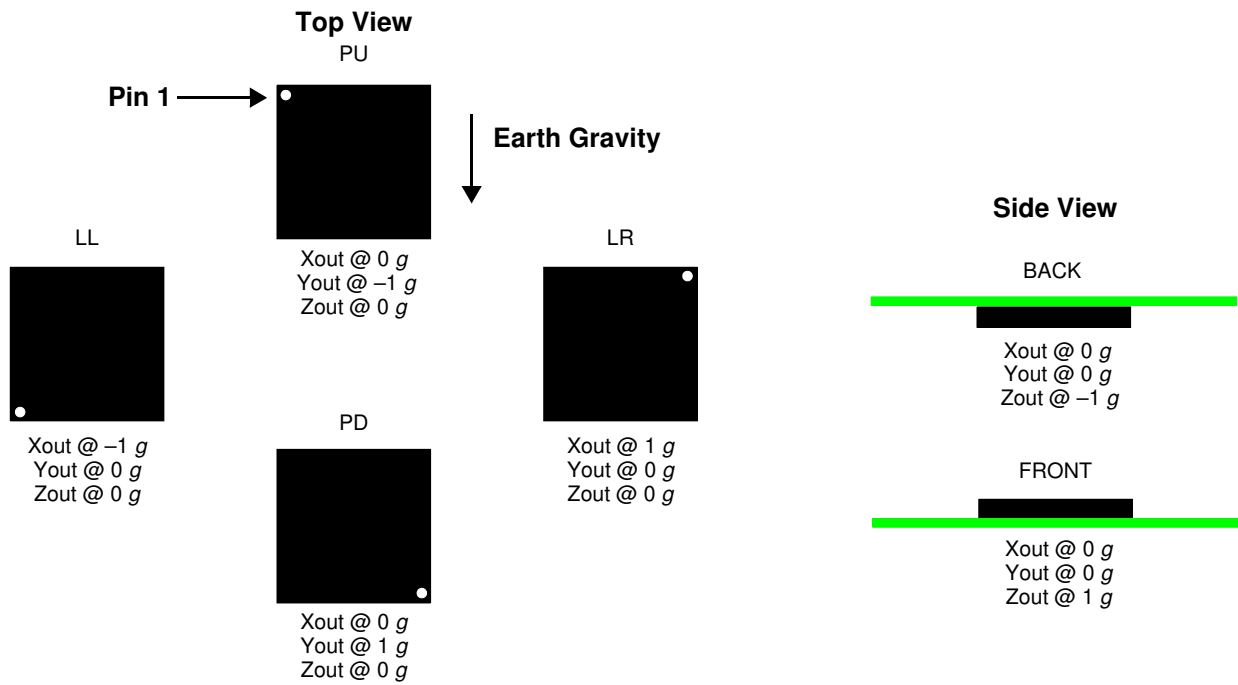 Top View
PU
Pin 1
Earth Gravity
Xout @ 0 g
Yout @ –1 g
Zout @ 0 g
LL
Xout @ –1 g
Yout @ 0 g
Zout @ 0 g
LR
Xout @ 1 g
Yout @ 0 g
Zout @ 0 g
PD
Xout @ 0 g
Yout @ 1 g
Zout @ 0 g
Side View
BACK
Xout @ 0 g
Yout @ 0 g
Zout @ –1 g
FRONT
Xout @ 0 g
Yout @ 0 g
Zout @ 1 g